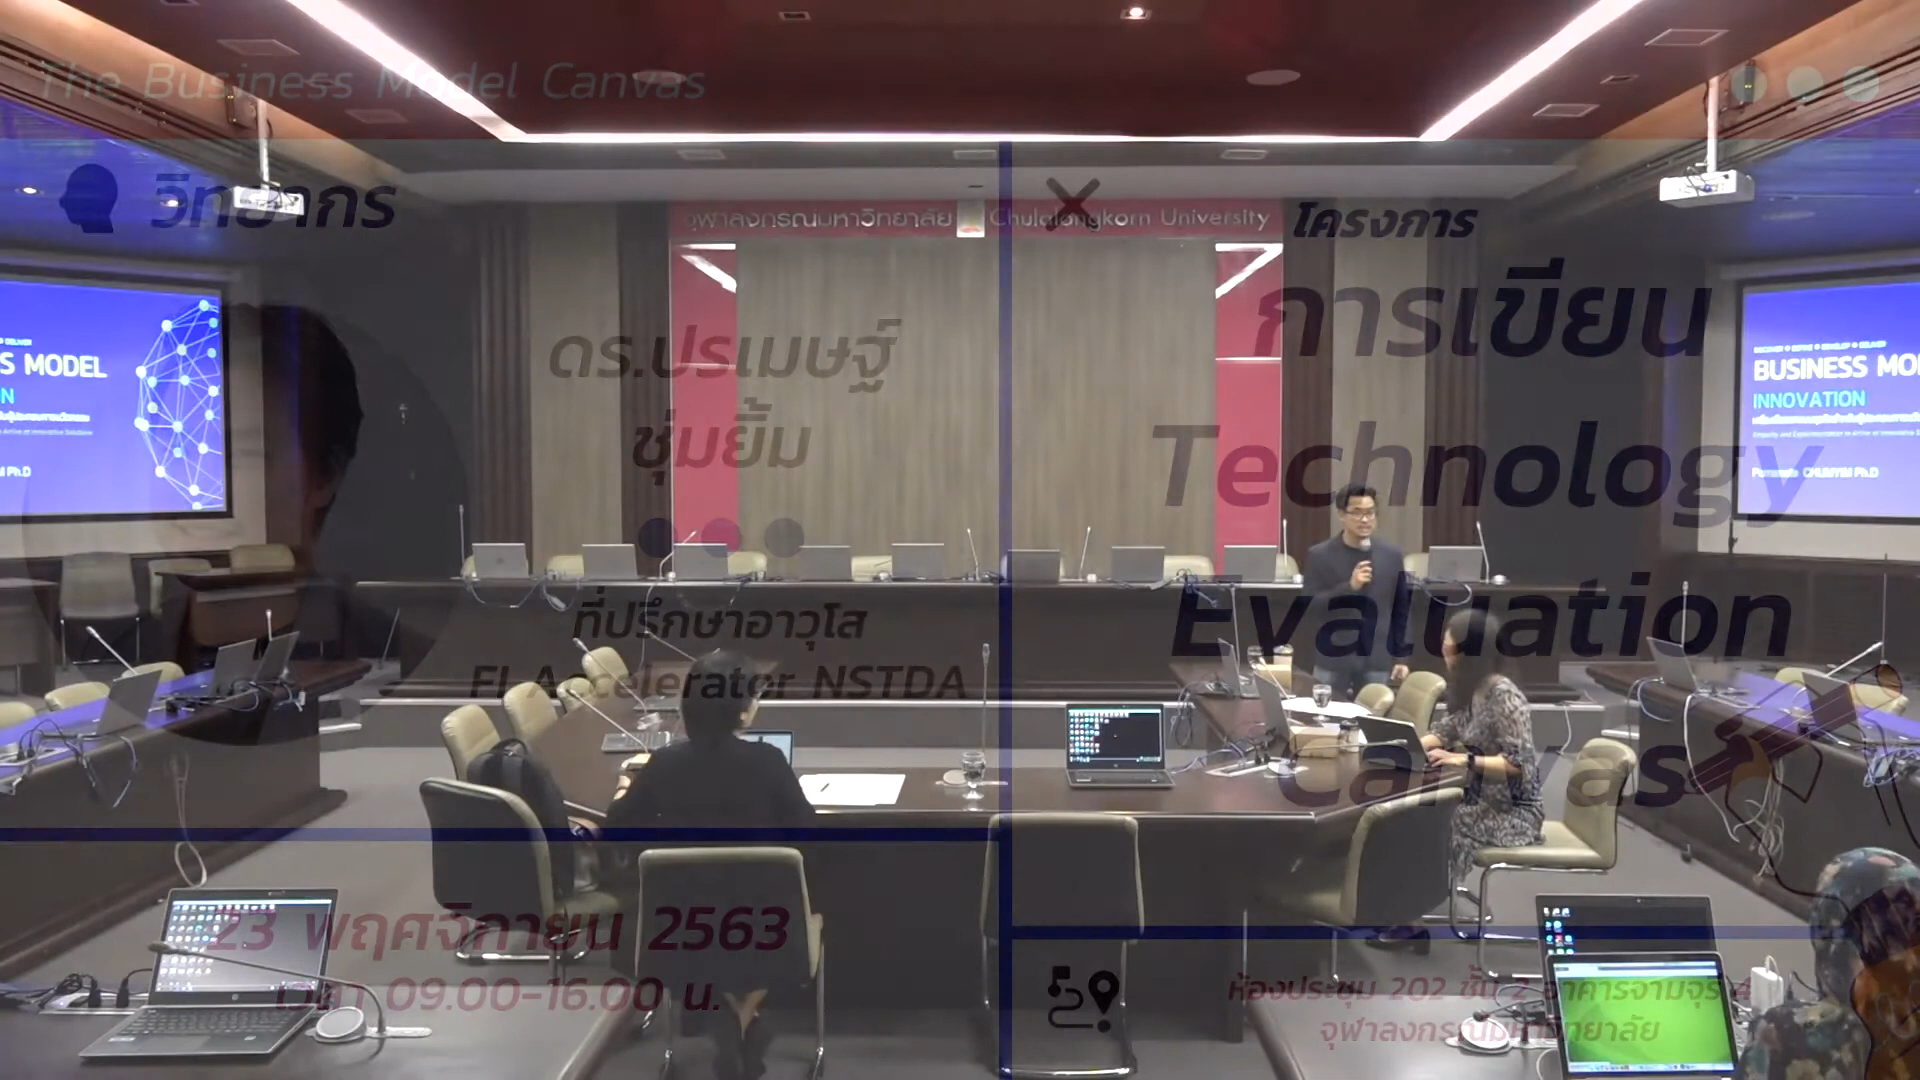 The Business Model Canvas
วิทยากร
จุฬาลงกรณ์มหาวิทยาลัย Chulalongkorn University
โครงการ
การเขียน
Technology
Evaluation
Canvas
ดร.ปรเมษฐ์
ชุ่มยิ้ม
ที่ปรึกษาอาวุโส
FI Accelerator NSTDA
S MODEL
N
M Ph.D
BUSINESS MO
INNOVATION
CHUMYIM Ph.D
23 พฤศจิกายน 2563
เวลา 09.00-16.00 น.
ห้องประชุม 202 ชั้น 2 อาคารจามจุรี 4
จุฬาลงกรณ์มหาวิทยาลัย